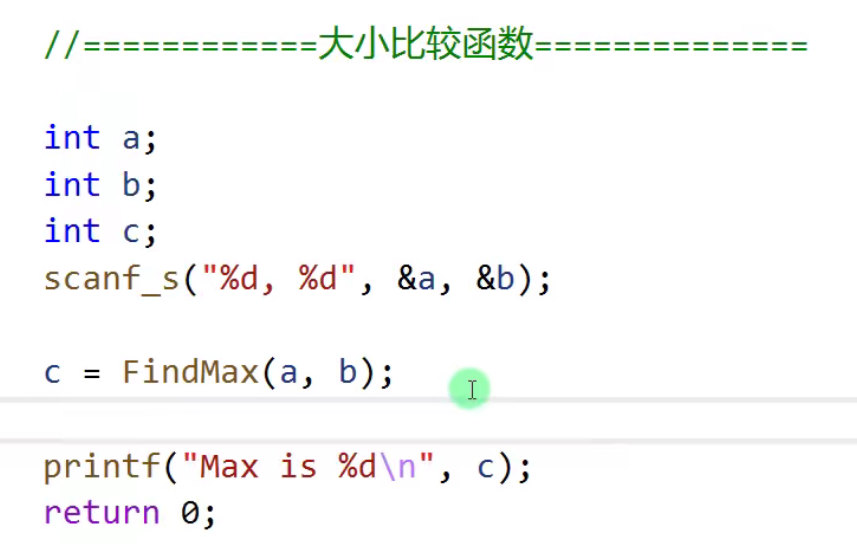 //============大小比较函数==============
int a;
int b;
int c;
scanf_s("%d, %d", &a, &b);
c = FindMax(a, b);
printf("Max is %d\n", c);
return 0;